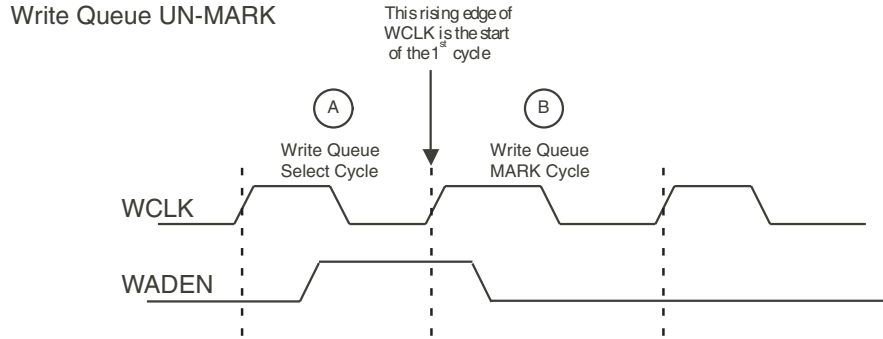 Write Queue UN-MARK
This rising edge of
WCLK is the start
of the 1st cycle
A
B
Write Queue
Select Cycle
Write Queue
MARK Cycle
WCLK
WADEN